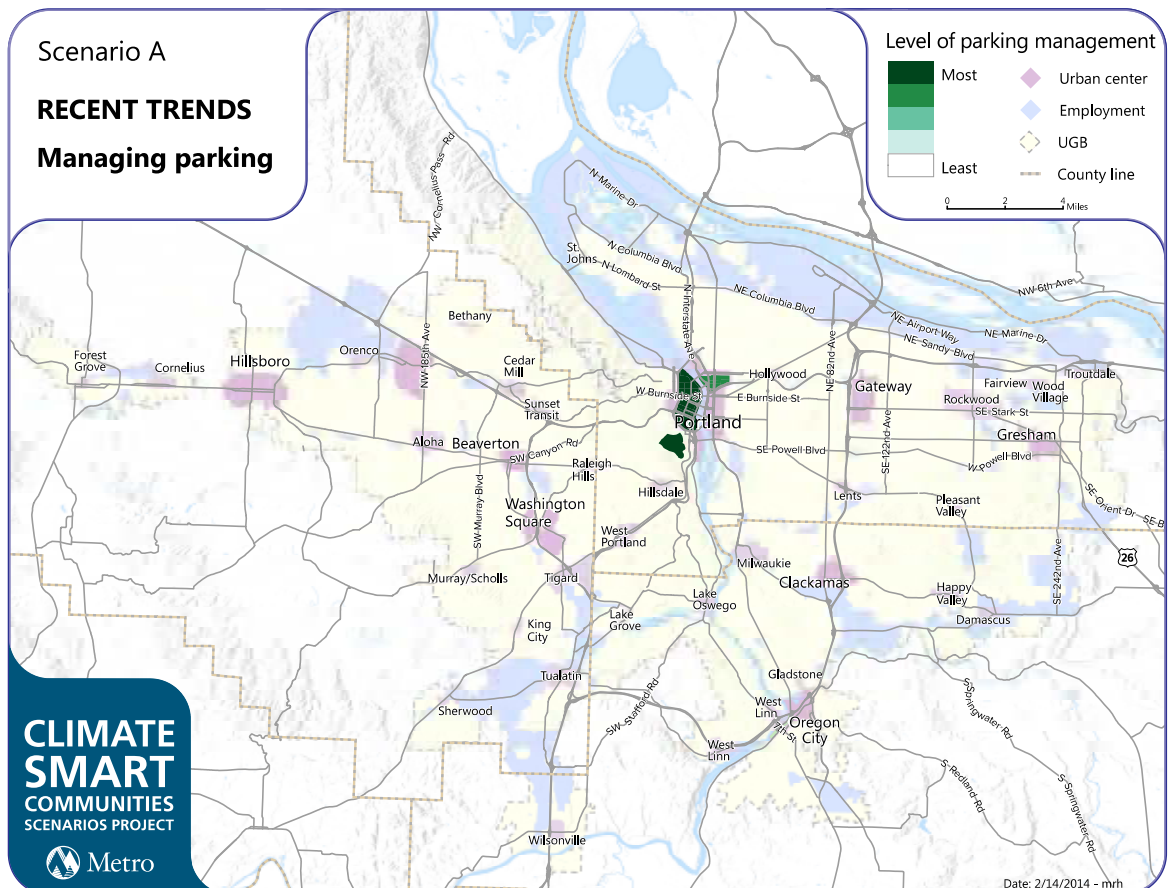 Scenario A
RECENT TRENDS
Managing parking
Level of parking management
Most
Least
Urban center
Employment
UGB
County line
0 2 4 Miles
NW Cornelius Pass Rd
N Marine Dr
St.
Johns
N Columbia Blvd
N Lombard St
N Interstate Ave
NE Columbia Blvd
NW 6th Ave
NE Airport Way
NE Marine Dr
NE Sandy Blvd
NE 82nd Ave
Bethany
NW 185th Ave
Orenco
Forest
Grove
Cornelius
Hillsboro
Cedar
Mill
Hollywood
Troutdale
Gateway
Fairview
Wood
Village
Rockwood
W Burnside St
E Burnside St
Sunset
Transit
SE Stark St
Portland
Gresham
Aloha
Beaverton
SW Canyon Rd
SE Powell Blvd
SE 122nd Ave
W Powell Blvd
Raleigh
Hills
SW Murray Blvd
Hillsdale
Lents
Pleasant
Valley
SE Orient Dr
SE B
Washington
Square
West
Portland
26
Milwaukie
Murray/Scholls
Tigard
Clackamas
SE 242nd Ave
Happy
Valley
Lake
Oswego
Lake
Grove
Damascus
King
City
Tualatin
Gladstone
SW Stafford Rd
Sherwood
West
Linn
7th St
Oregon
City
S Springwater Rd
West
Linn
S Redland Rd
S Springwater Rd
Wilsonville
CLIMATE
SMART
COMMUNITIES
SCENARIOS PROJECT
Metro
Date: 2/14/2014 - mrh